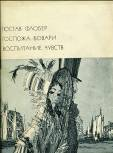 ГЮСТАВ ФЛОБЕР
ГОСПОЖА БОВАРИ
ВОСПИТАНИЕ ЧУВСТВ